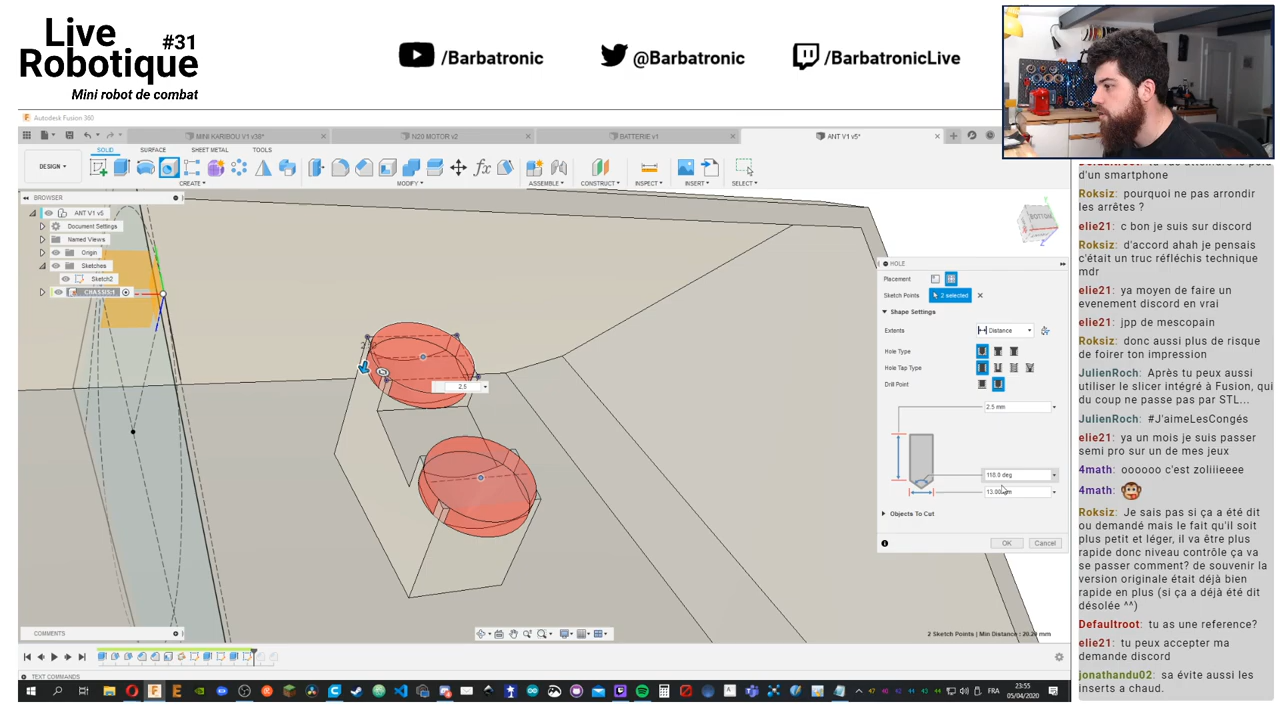 Live
Robotique
#31
Mini robot de combat
/Barbatronic
@Barbatronic
/BarbatronicLive
Autodesk Fusion 360
MINI KARIBOU V1 v38*
N20 MOTOR v2
BATTERIE v1
ANT V1 v5*
SOLID
SURFACE
SHEET METAL
TOOLS
DESIGN
CREATE
MODIFY
ASSEMBLE
CONSTRUCT
INSPECT
INSERT
SELECT
BROWSER
ANT V1 v5
Document Settings
Named Views
Origin
Sketches
Sketch2
CHASSIS:1
2.5
BOTTOM
HOLE
Placement
Sketch Points
2 selected
Shape Settings
Extents
Distance
Hole Type
Hole Tap Type
Drill Point
2.5 mm
118.0 deg
Objects To Cut
OK
Cancel
COMMENTS
2 Sketch Points | Min Distance : 20.20 mm
TEXT COMMANDS
FRA
23:55
05/04/2020
d'un smartphone
Roksiz: pourquoi ne pas arrondir
les arrêtes ?
elie21: c bon je suis sur discord
Roksiz: d'accord ahah je pensais
c'était un truc réfléchis technique
mdr
elie21: ya moyen de faire un
evenement discord en vrai
elie21: jpp de mescopain
Roksiz: donc aussi plus de risque
de foirer ton impression
JulienRoch: Après tu peux aussi
utiliser le slicer intégré à Fusion, qui
du coup ne passe pas par STL...
JulienRoch: #J'aimeLesCongés
elie21: ya un mois je suis passer
semi pro sur un de mes jeux
4math: oooooo c'est zoliiieeee
4math:
Roksiz: Je sais pas si ça a été dit
ou demandé mais le fait qu'il soit
plus petit et léger, il va être plus
rapide donc niveau contrôle ça va
se passer comment? de souvenir la
version originale était déjà bien
rapide en plus (si ça a déjà été dit
désolée ^^)
Defaultroot: tu as une reference?
elie21: tu peux accepter ma
demande discord
jonathandu02: sa évite aussi les
inserts a chaud.